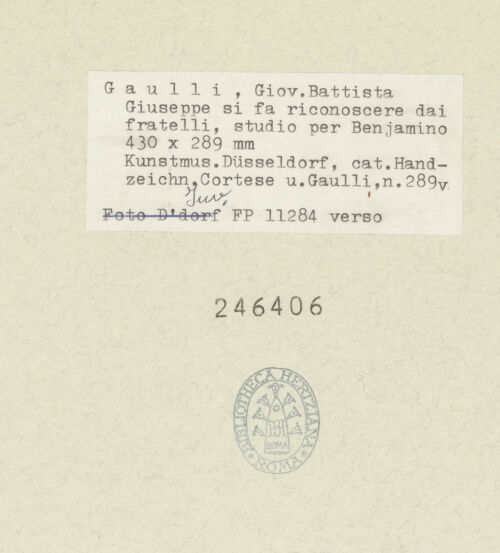 G a u l l i , Giov.Battista
Giuseppe si fa riconoscere dai
fratelli, studio per Benjamino
430 x 289 mm
Kunstmus.Düsseldorf, cat.Hand-
zeichn.Cortese u.Gaulli,n.289v
Inv.
Foto D'dorf FP 11284 verso
246406
BIBLIOTHECA HERTZIANA
ROMA
ROMA